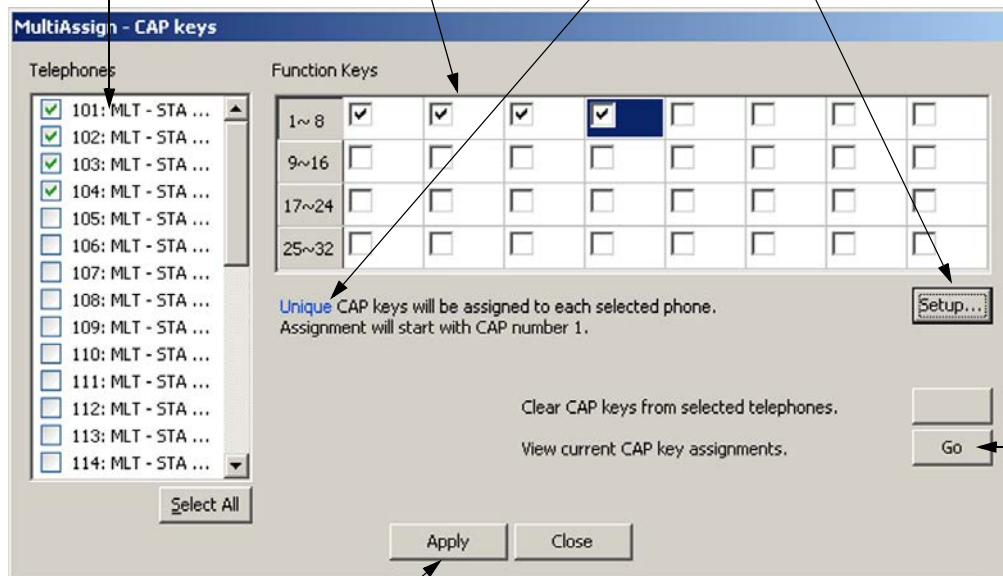 MultiAssign - CAP keys
Telephones
Function Keys
101: MLT - STA ...
102: MLT - STA ...
103: MLT - STA ...
104: MLT - STA ...
105: MLT - STA ...
106: MLT - STA ...
107: MLT - STA ...
108: MLT - STA ...
109: MLT - STA ...
110: MLT - STA ...
111: MLT - STA ...
112: MLT - STA ...
113: MLT - STA ...
114: MLT - STA ...
Select All
1~ 8
9~16
17~24
25~32
Unique CAP keys will be assigned to each selected phone.
Assignment will start with CAP number 1.
Setup...
Clear CAP keys from selected telephones.
View current CAP key assignments.
Go
Apply
Close